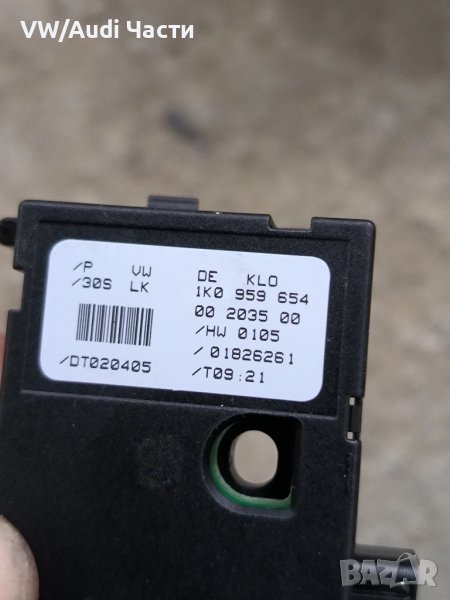 VW/Audi Части
/P VW DE KLO
/30S LK 1K0 959 654
00 2035 00
/HW 0105
/01826261
/DT020405 /T09:21
BAZAR